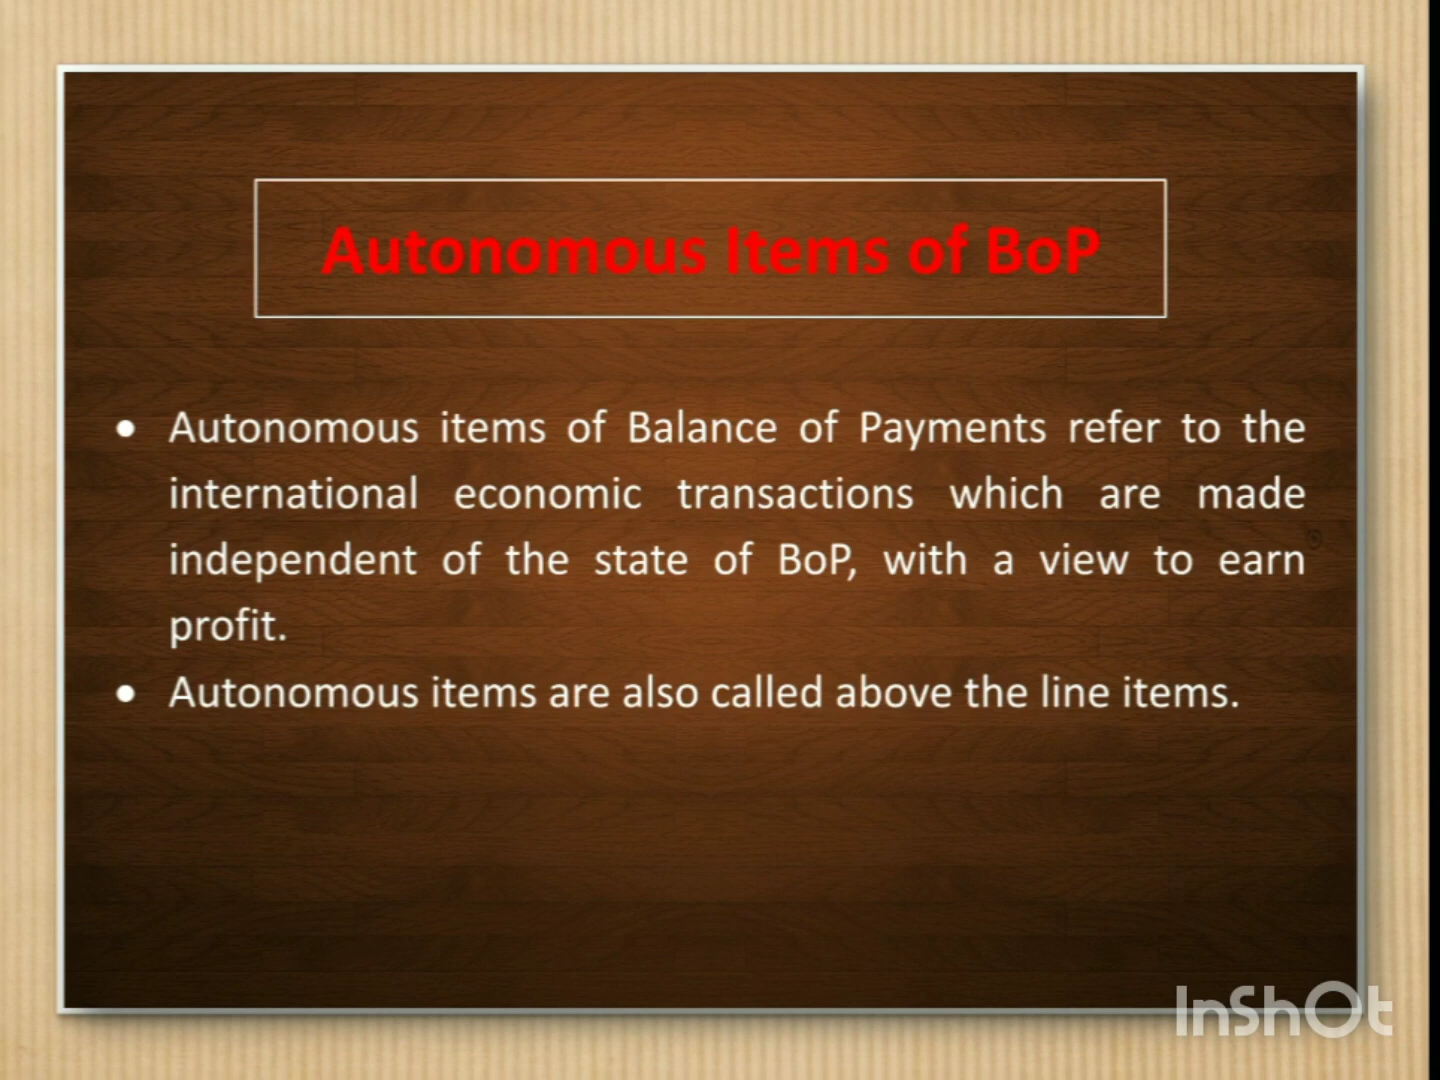 Autonomous Items of BoP
• Autonomous items of Balance of Payments refer to the
international economic transactions which are made
independent of the state of BoP, with a view to earn
profit.
• Autonomous items are also called above the line items.
InShOt